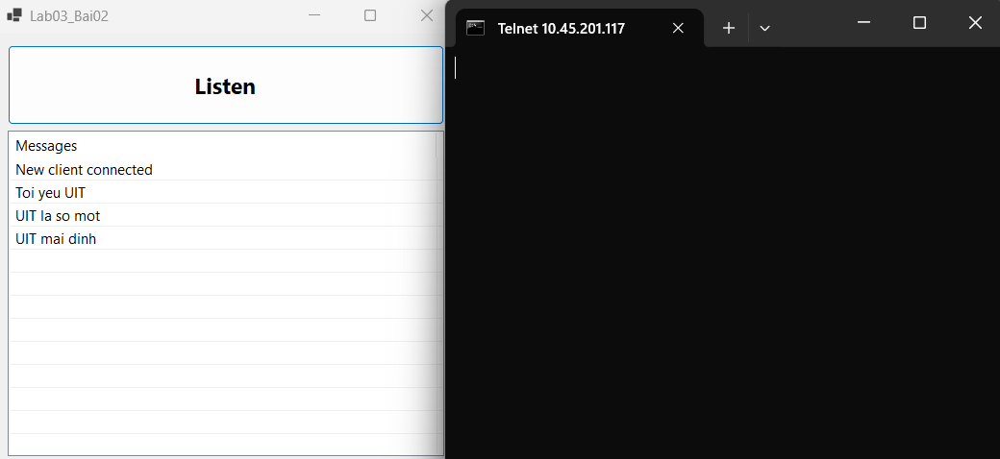 Lab03_Bai02
Listen
Messages
New client connected
Toi yeu UIT
UIT la so mot
UIT mai dinh
Telnet 10.45.201.117